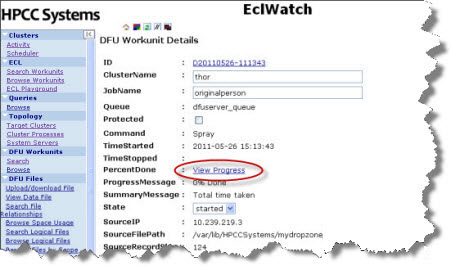 HPCC Systems
EclWatch
Clusters
Activity
Scheduler
ECL
Search Workunits
Browse Workunits
ECL Playground
Queries
Browse
Topology
Target Clusters
Cluster Processes
System Servers
DFU Workunits
Search
Browse
DFU Files
Upload/download File
View Data File
Search File
Relationships
Browse Space Usage
Search Logical Files
Browse Logical Files
DFU Workunit Details
ID : D20110526-111343
ClusterName : thor
JobName : originalperson
Queue : dfuserver_queue
Protected :
Command : Spray
TimeStarted : 2011-05-26 15:13:43
TimeStopped :
PercentDone : View Progress
ProgressMessage : 0% Done
SummaryMessage : Total time taken
State : started
SourceIP : 10.239.219.3
SourceFilePath : /var/lib/HPCCSystems/mydropzone
124